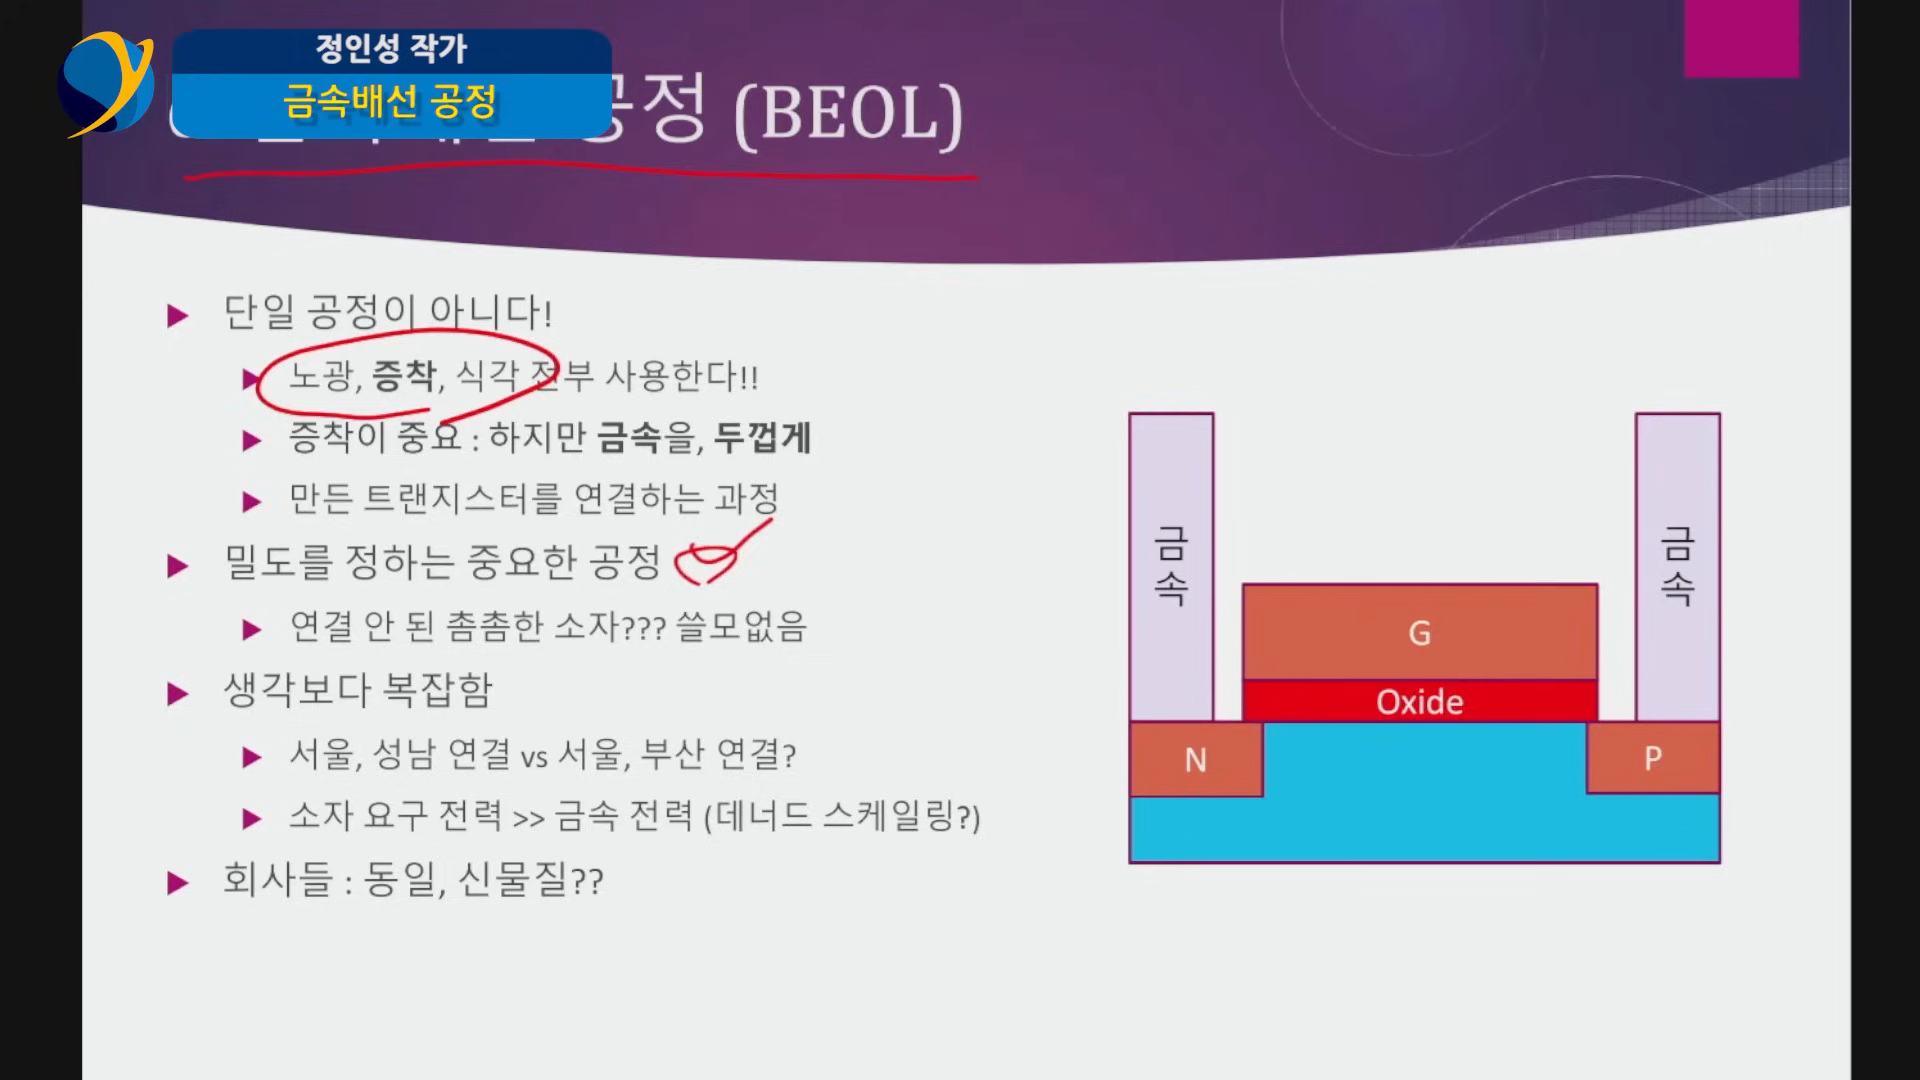 정인성 작가
금속배선 공정
공정 (BEOL)
단일 공정이 아니다!
노광, 증착, 식각 전부 사용한다!!
증착이 중요 : 하지만 금속을, 두껍게
만든 트랜지스터를 연결하는 과정
밀도를 정하는 중요한 공정
연결 안 된 촘촘한 소자??? 쓸모없음
생각보다 복잡함
서울, 성남 연결 vs 서울, 부산 연결?
소자 요구 전력 >> 금속 전력 (데너드 스케일링?)
회사들 : 동일, 신물질??
금속
금속
G
Oxide
N
P